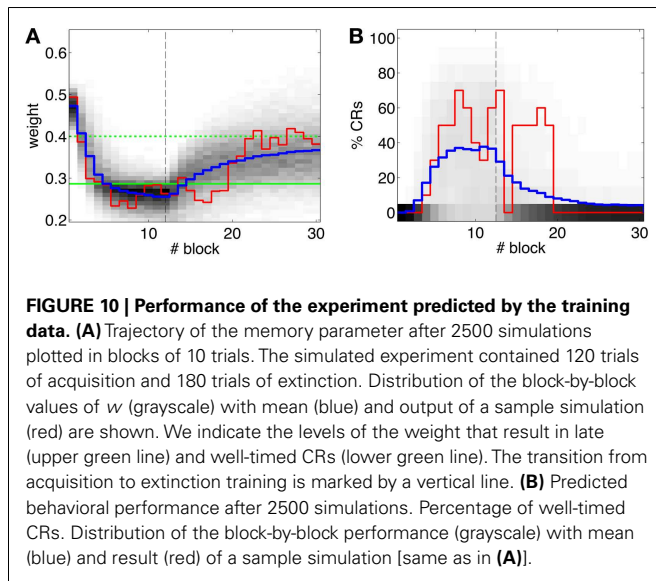 A
B
0.6
0.5
0.4
0.3
0.2
weight
10
20
30
# block
100
80
60
40
20
0
% CRs
10
20
30
# block
FIGURE 10 | Performance of the experiment predicted by the training
data. (A) Trajectory of the memory parameter after 2500 simulations
plotted in blocks of 10 trials. The simulated experiment contained 120 trials
of acquisition and 180 trials of extinction. Distribution of the block-by-block
values of w (grayscale) with mean (blue) and output of a sample simulation
(red) are shown. We indicate the levels of the weight that result in late
(upper green line) and well-timed CRs (lower green line). The transition from
acquisition to extinction training is marked by a vertical line. (B) Predicted
behavioral performance after 2500 simulations. Percentage of well-timed
CRs. Distribution of the block-by-block performance (grayscale) with mean
(blue) and result (red) of a sample simulation [same as in (A)].